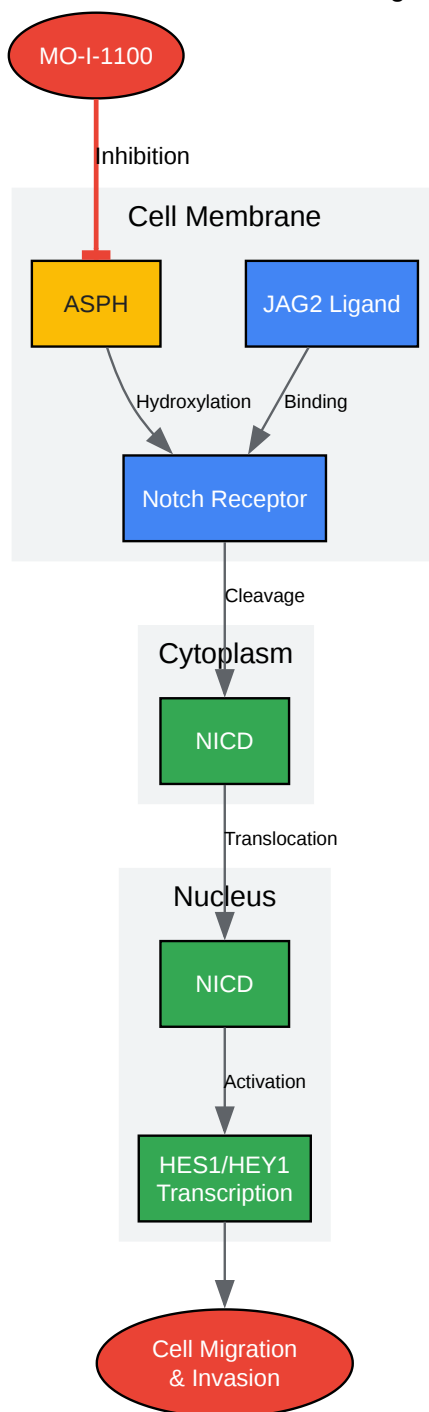 MO-I-1100
Inhibition
Cell Membrane
ASPH
JAG2 Ligand
Hydroxylation
Binding
Notch Receptor
Cleavage
Cytoplasm
NICD
Translocation
Nucleus
NICD
Activation
HES1/HEY1
Transcription
Cell Migration
& Invasion